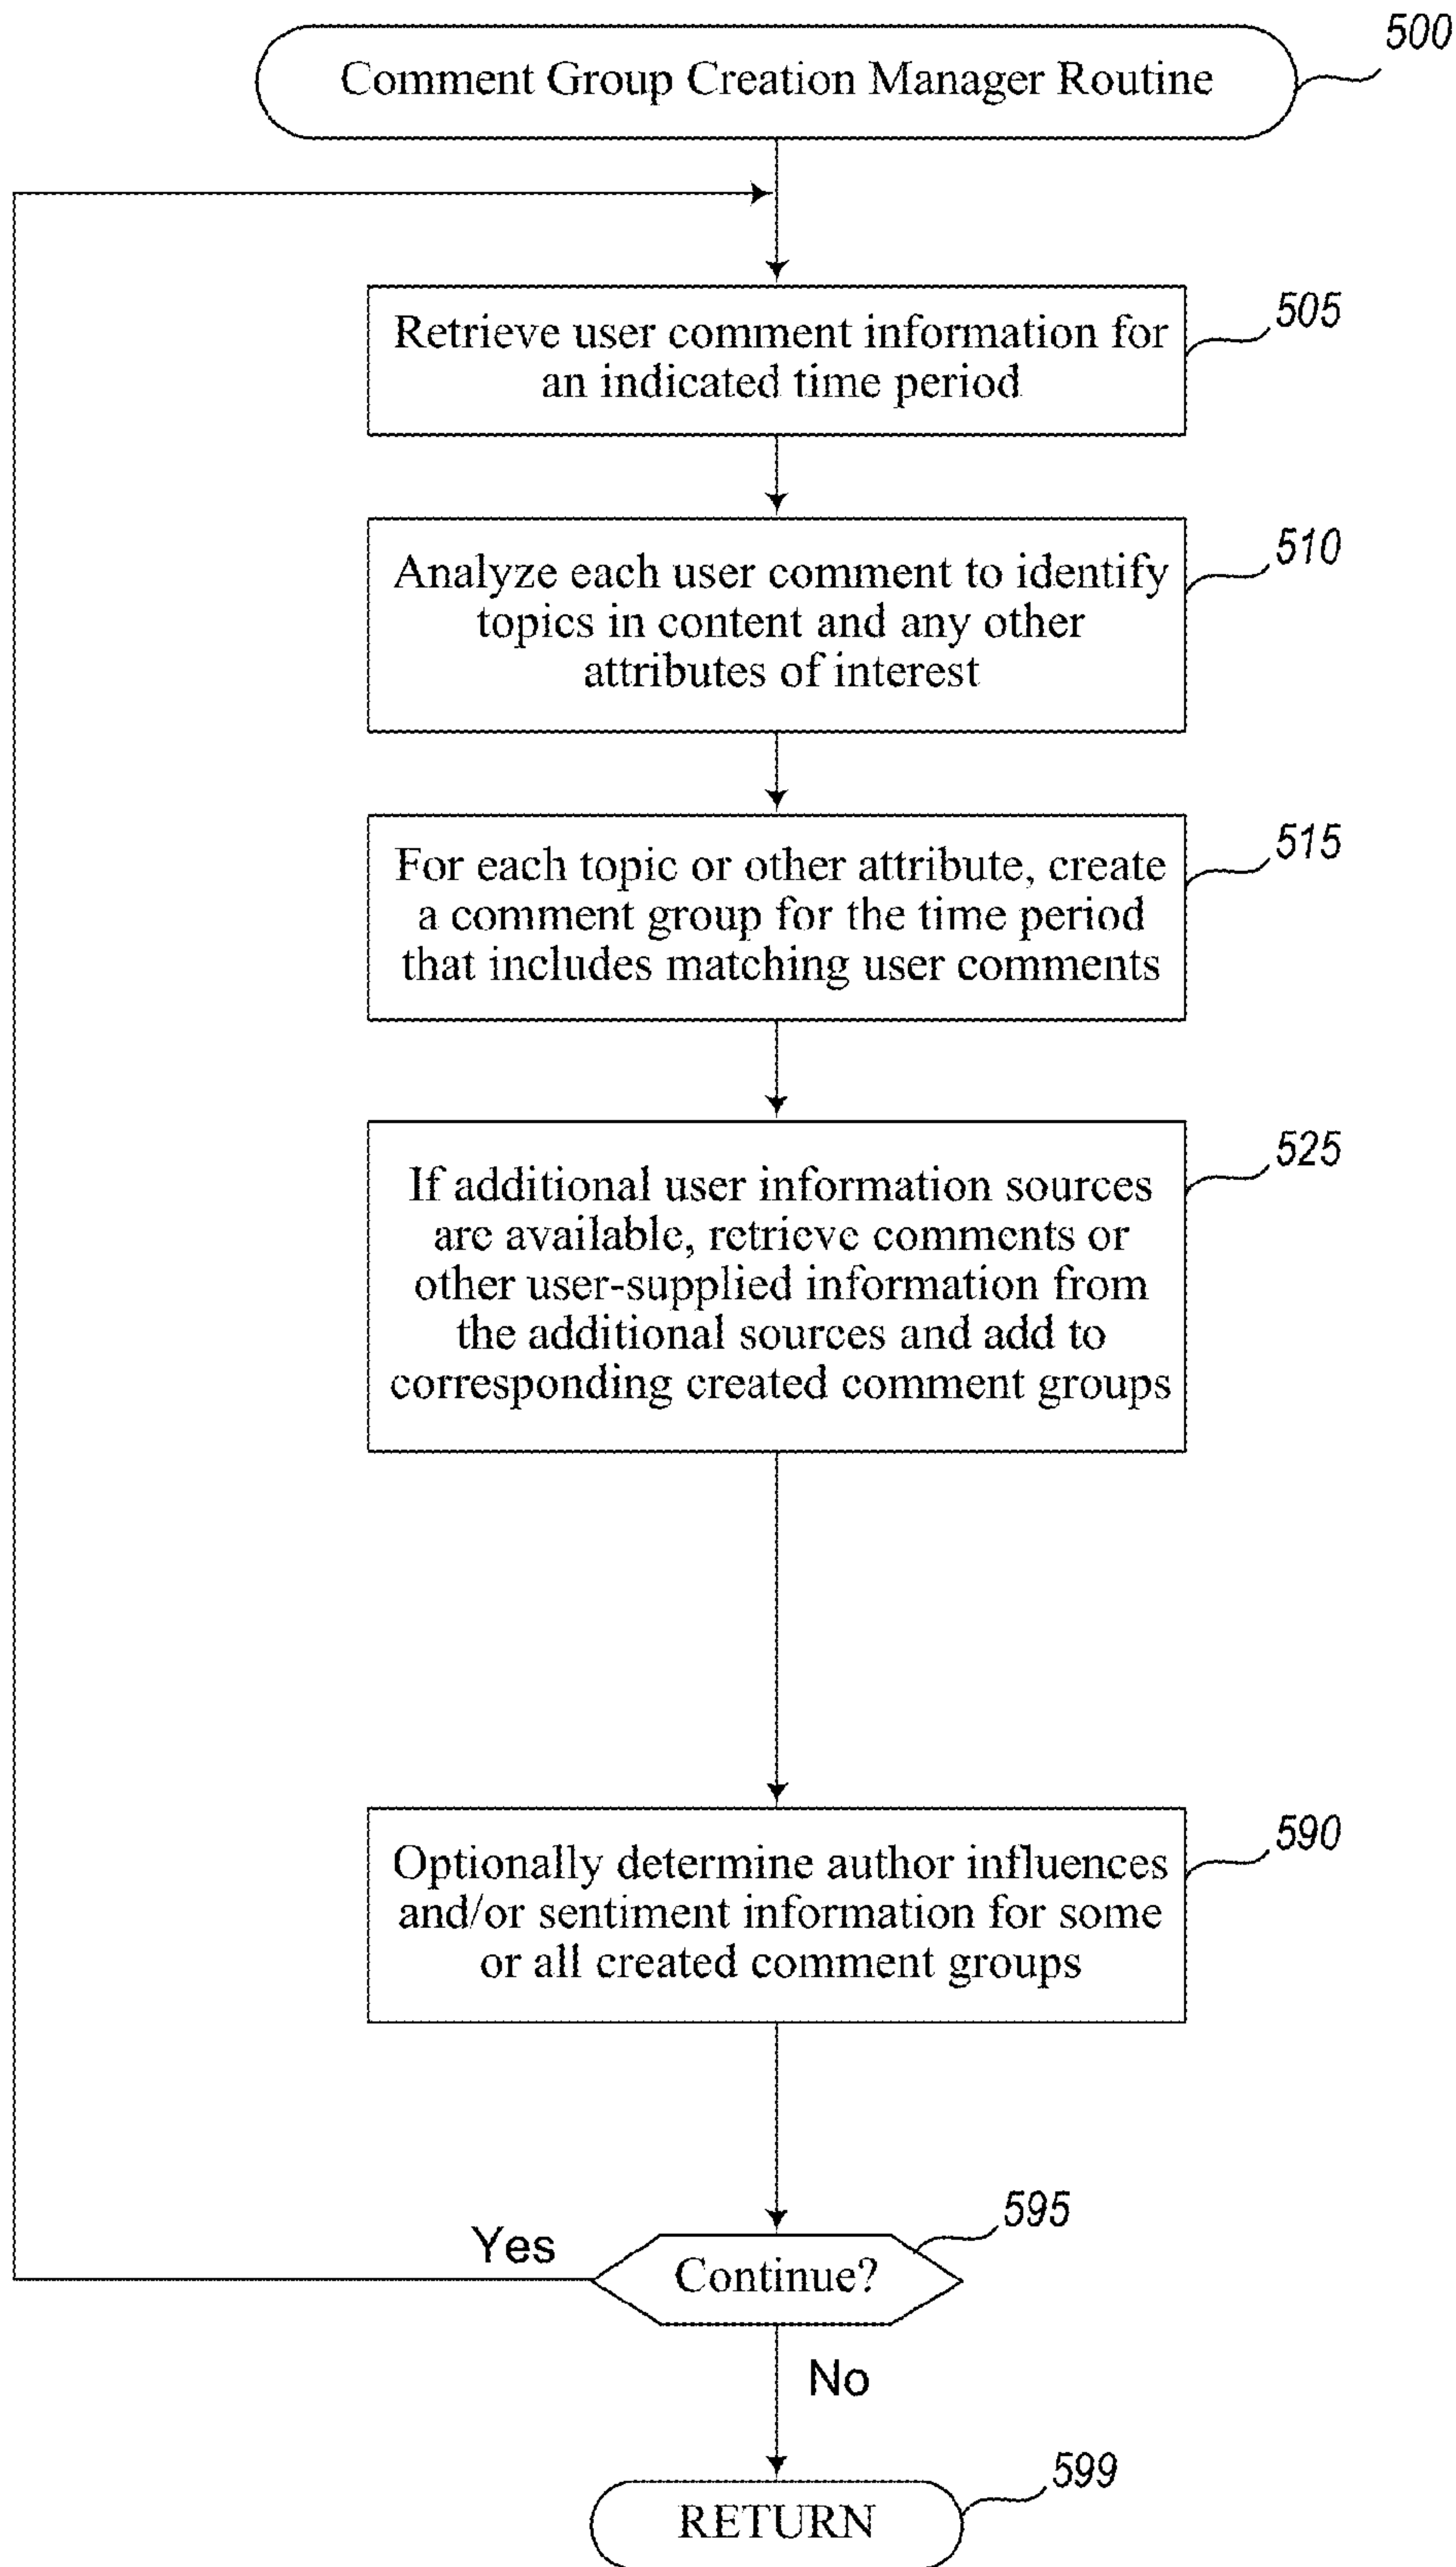 500
Comment Group Creation Manager Routine
505
Retrieve user comment information for
an indicated time period
510
Analyze each user comment to identify
topics in content and any other
attributes of interest
515
For each topic or other attribute, create
a comment group for the time period
that includes matching user comments
525
If additional user information sources
are available, retrieve comments or
other user-supplied information from
the additional sources and add to
corresponding created comment groups
590
Optionally determine author influences
and/or sentiment information for some
or all created comment groups
595
Yes
Continue?
No
599
RETURN